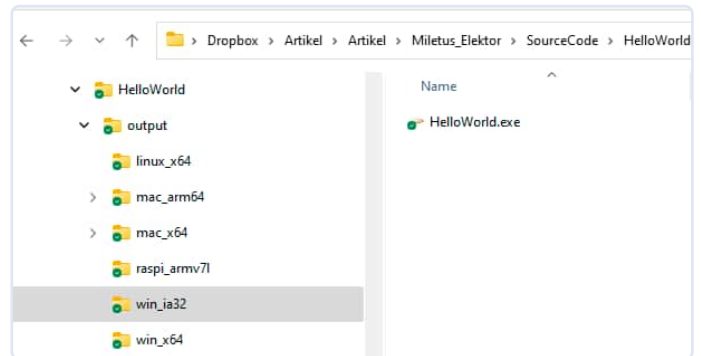 Dropbox > Artikel > Artikel > Miletus_Elektor > SourceCode > HelloWorld
HelloWorld
output
linux_x64
mac_arm64
mac_x64
raspi_armv7l
win_ia32
win_x64
Name
HelloWorld.exe